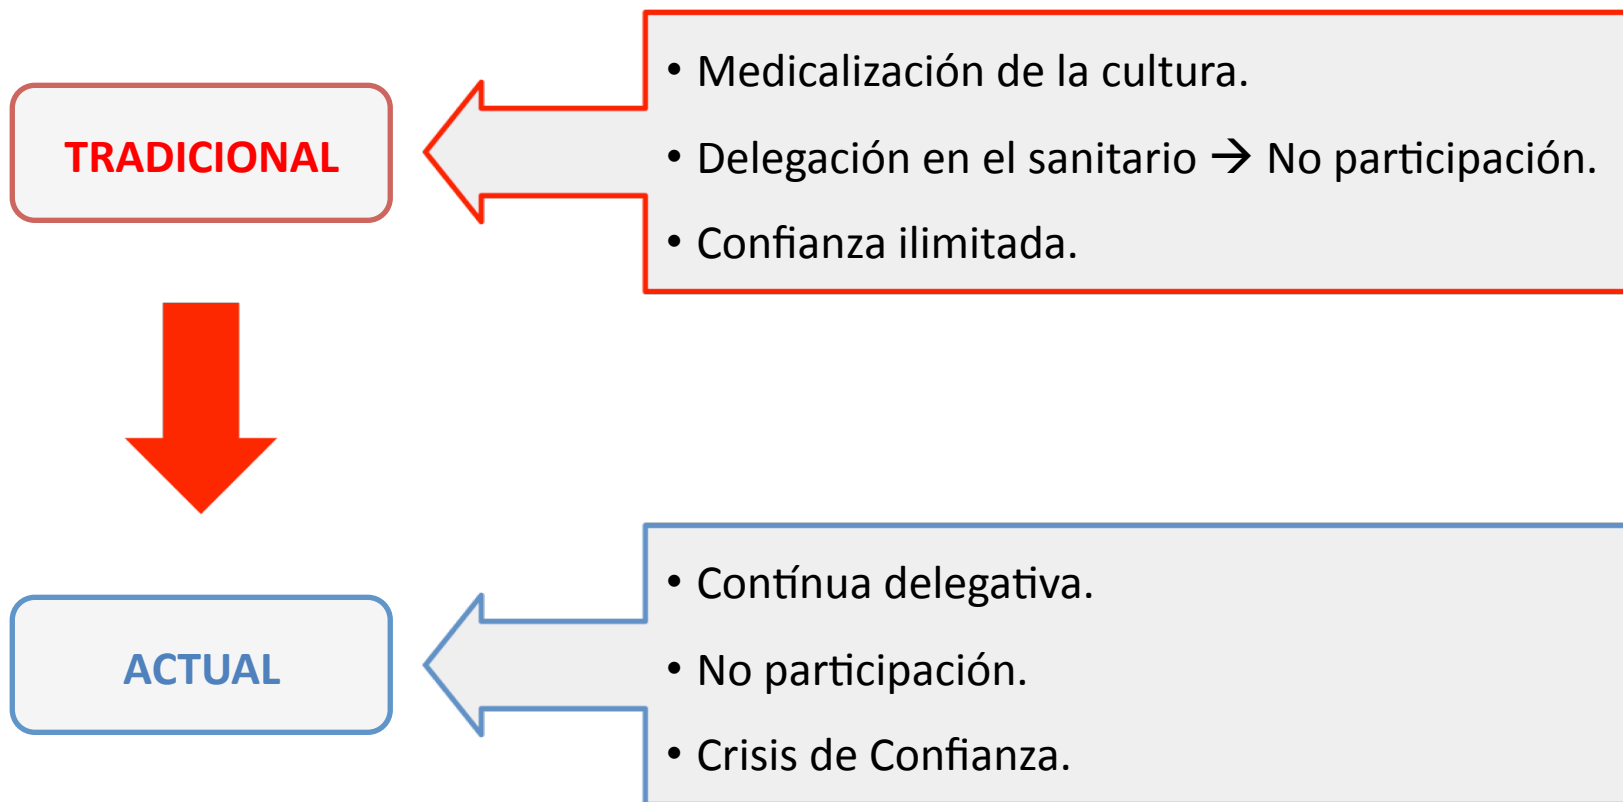 TRADICIONAL
• Medicalización de la cultura.
• Delegación en el sanitario → No participación.
• Confianza ilimitada.
ACTUAL
• Contínua delegativa.
• No participación.
• Crisis de Confianza.